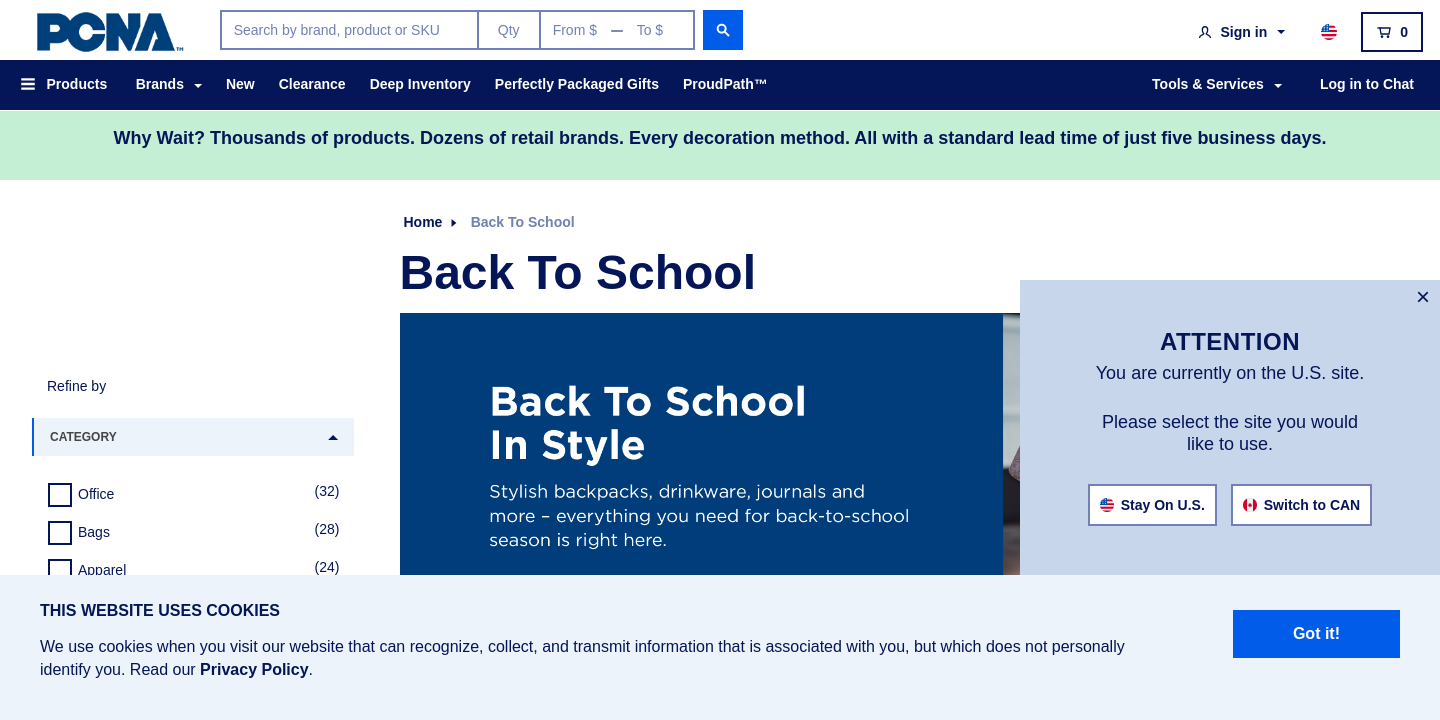 PCNA™
Search by brand, product or SKU
Qty
From $ — To $
Sign in
0
Products
Brands
New
Clearance
Deep Inventory
Perfectly Packaged Gifts
ProudPath™
Tools & Services
Log in to Chat
Why Wait? Thousands of products. Dozens of retail brands. Every decoration method. All with a standard lead time of just five business days.
Home
Back To School
Back To School
Refine by
CATEGORY
Office (32)
Bags (28)
Apparel (24)
Back To School
In Style
Stylish backpacks, drinkware, journals and
more – everything you need for back-to-school
season is right here.
×
ATTENTION
You are currently on the U.S. site.
Please select the site you would
like to use.
Stay On U.S.
Switch to CAN
THIS WEBSITE USES COOKIES
We use cookies when you visit our website that can recognize, collect, and transmit information that is associated with you, but which does not personally
identify you. Read our Privacy Policy.
Got it!